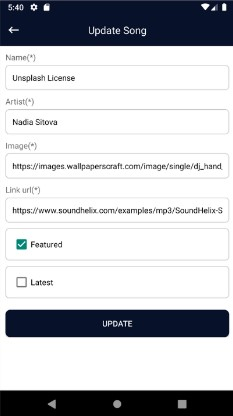 5:40
Update Song
Name(*)
Unsplash License
Artist(*)
Nadia Sitova
Image(*)
https://images.wallpaperscraft.com/image/single/dj_hand_
Link url(*)
https://www.soundhelix.com/examples/mp3/SoundHelix-S
Featured
Latest
UPDATE